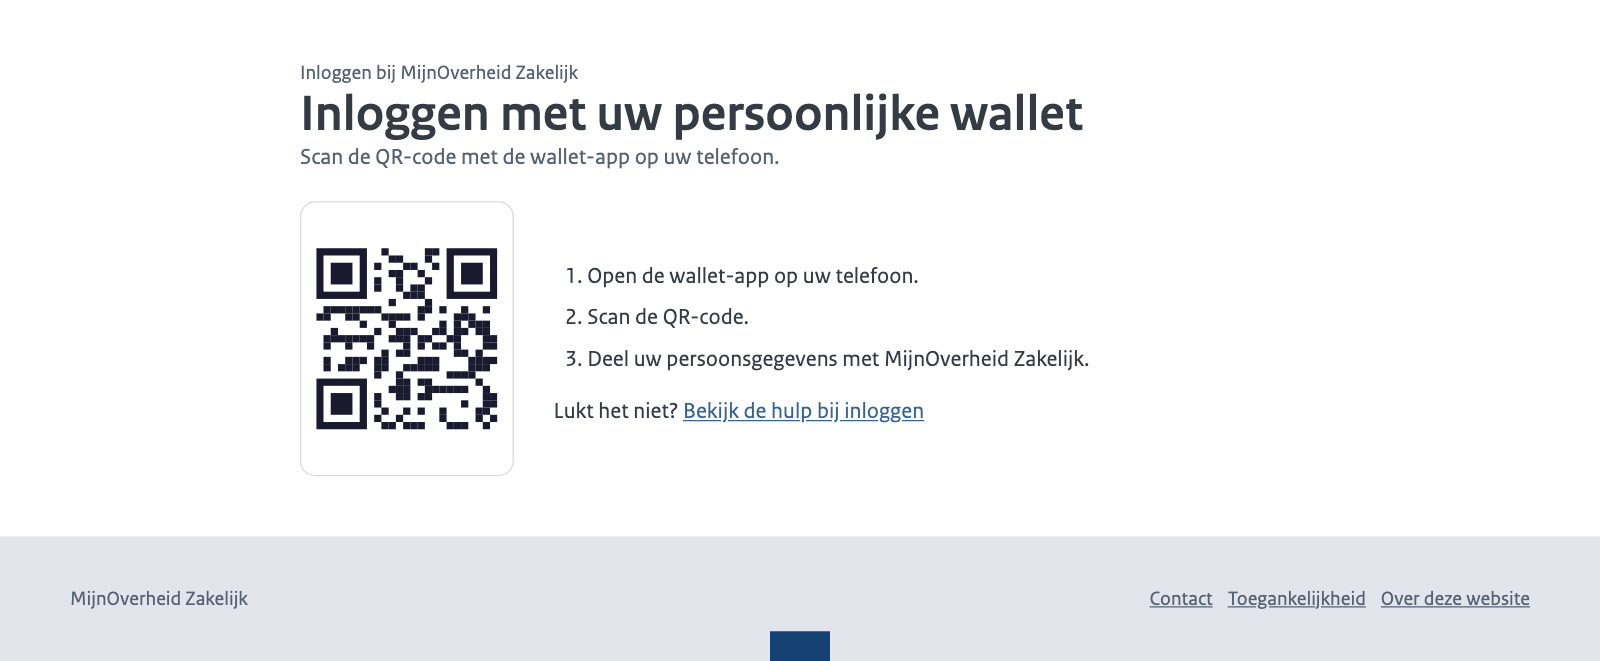 Inloggen bij MijnOverheid Zakelijk
Inloggen met uw persoonlijke wallet
Scan de QR-code met de wallet-app op uw telefoon.
1. Open de wallet-app op uw telefoon.
2. Scan de QR-code.
3. Deel uw persoonsgegevens met MijnOverheid Zakelijk.
Lukt het niet? Bekijk de hulp bij inloggen
MijnOverheid Zakelijk
Contact Toegankelijkheid Over deze website